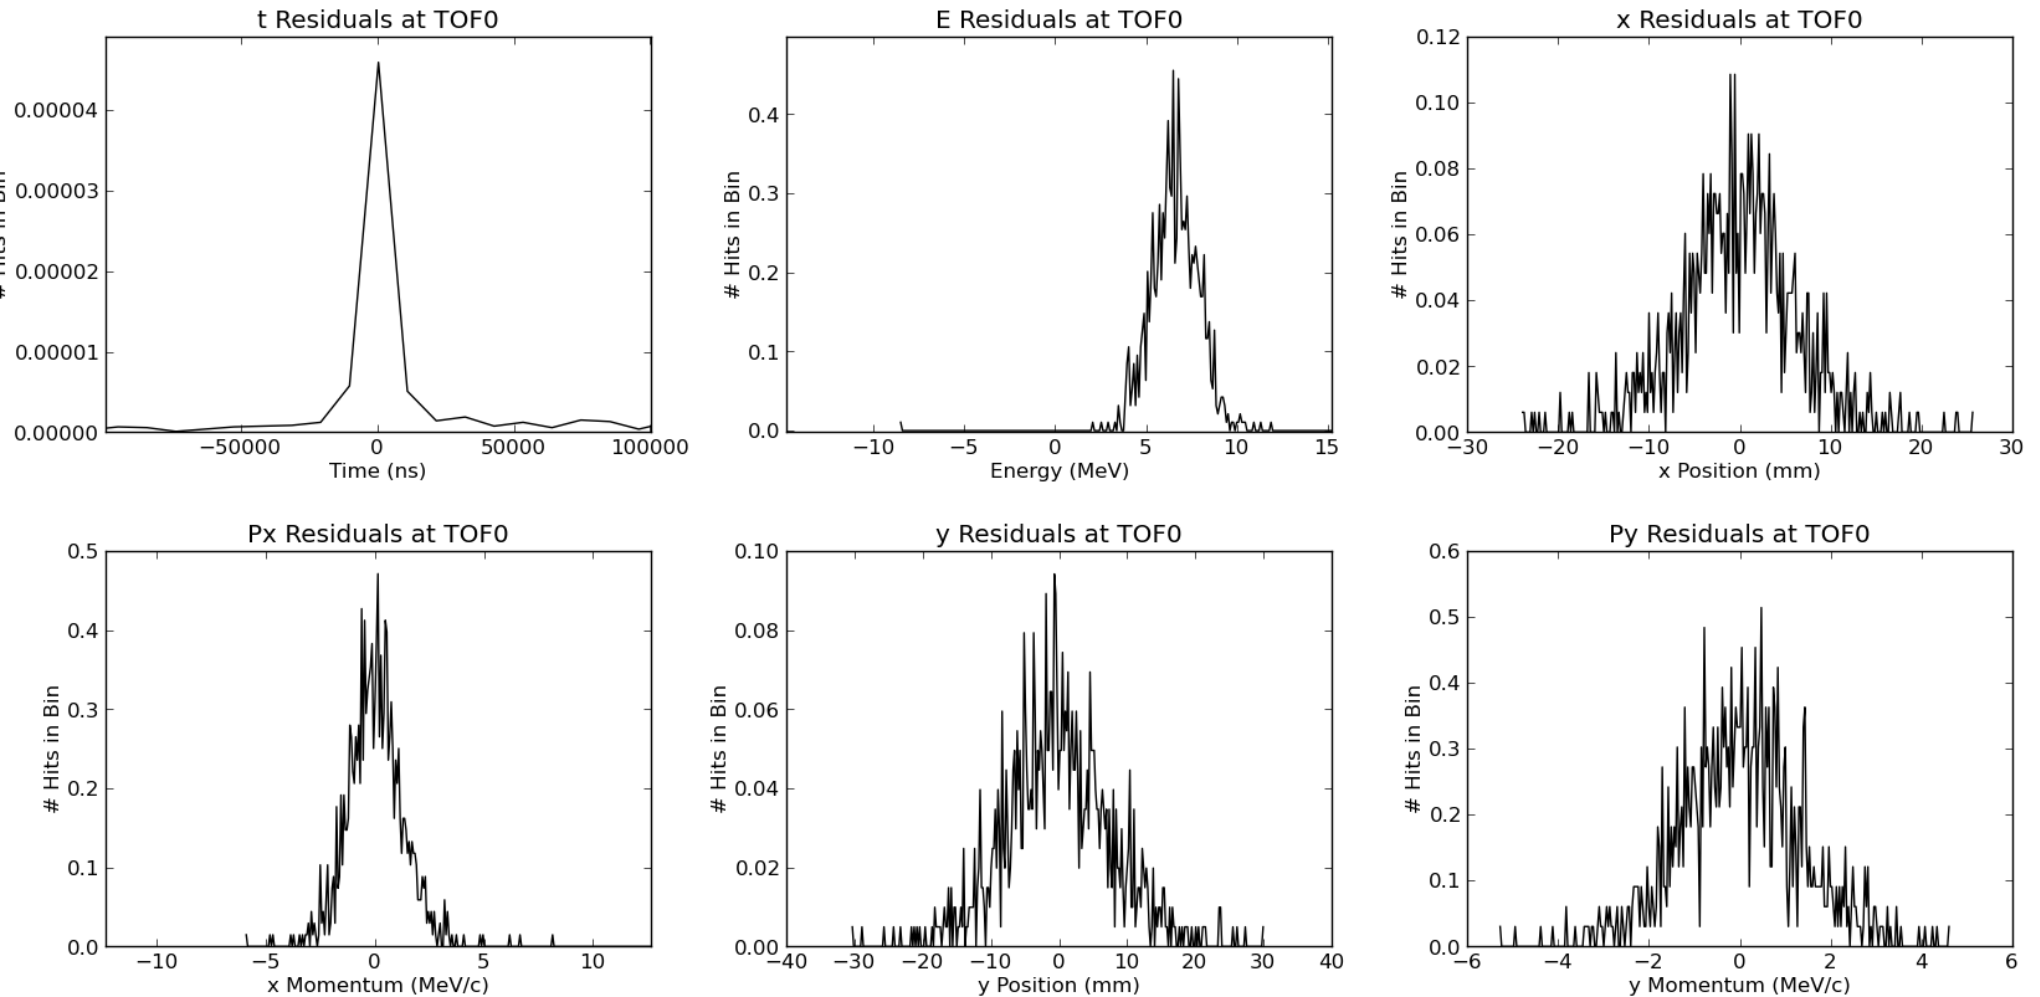 t Residuals at TOF0
# Hits in Bin
0.00004
0.00003
0.00002
0.00001
0.00000
−50000 0 50000 100000
Time (ns)
E Residuals at TOF0
# Hits in Bin
0.4
0.3
0.2
0.1
0.0
−10 −5 0 5 10 15
Energy (MeV)
x Residuals at TOF0
# Hits in Bin
0.12
0.10
0.08
0.06
0.04
0.02
0.00
−30 −20 −10 0 10 20 30
x Position (mm)
Px Residuals at TOF0
# Hits in Bin
0.5
0.4
0.3
0.2
0.1
0.0
−10 −5 0 5 10
x Momentum (MeV/c)
y Residuals at TOF0
# Hits in Bin
0.10
0.08
0.06
0.04
0.02
0.00
−40 −30 −20 −10 0 10 20 30 40
y Position (mm)
Py Residuals at TOF0
# Hits in Bin
0.6
0.5
0.4
0.3
0.2
0.1
0.0
−6 −4 −2 0 2 4 6
y Momentum (MeV/c)